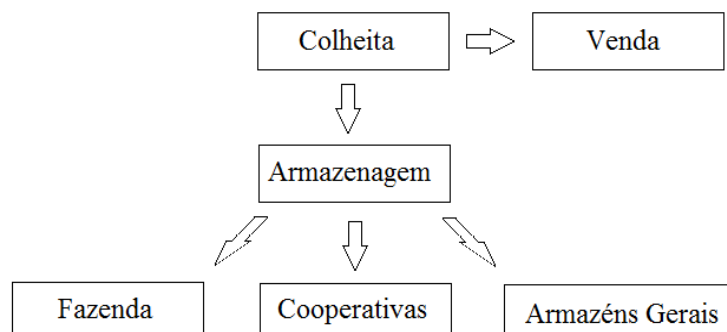 Colheita
Venda
Armazenagem
Fazenda
Cooperativas
Armazéns Gerais